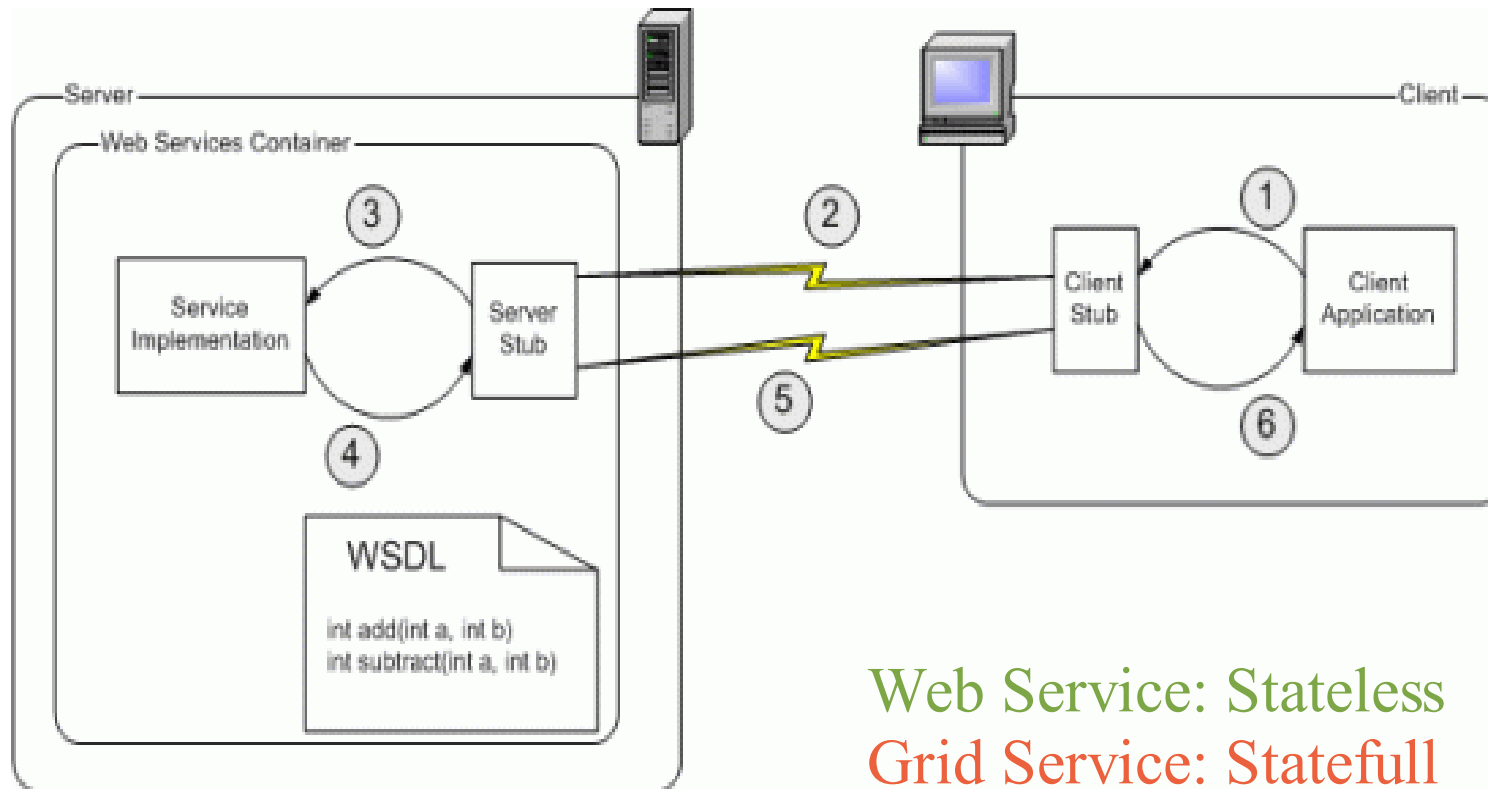 Server
Client
Web Services Container
3
2
1
Service
Implementation
Server
Stub
Client
Stub
Client
Application
4
5
6
WSDL
int add(int a, int b)
int subtract(int a, int b)
Web Service: Stateless
Grid Service: Statefull